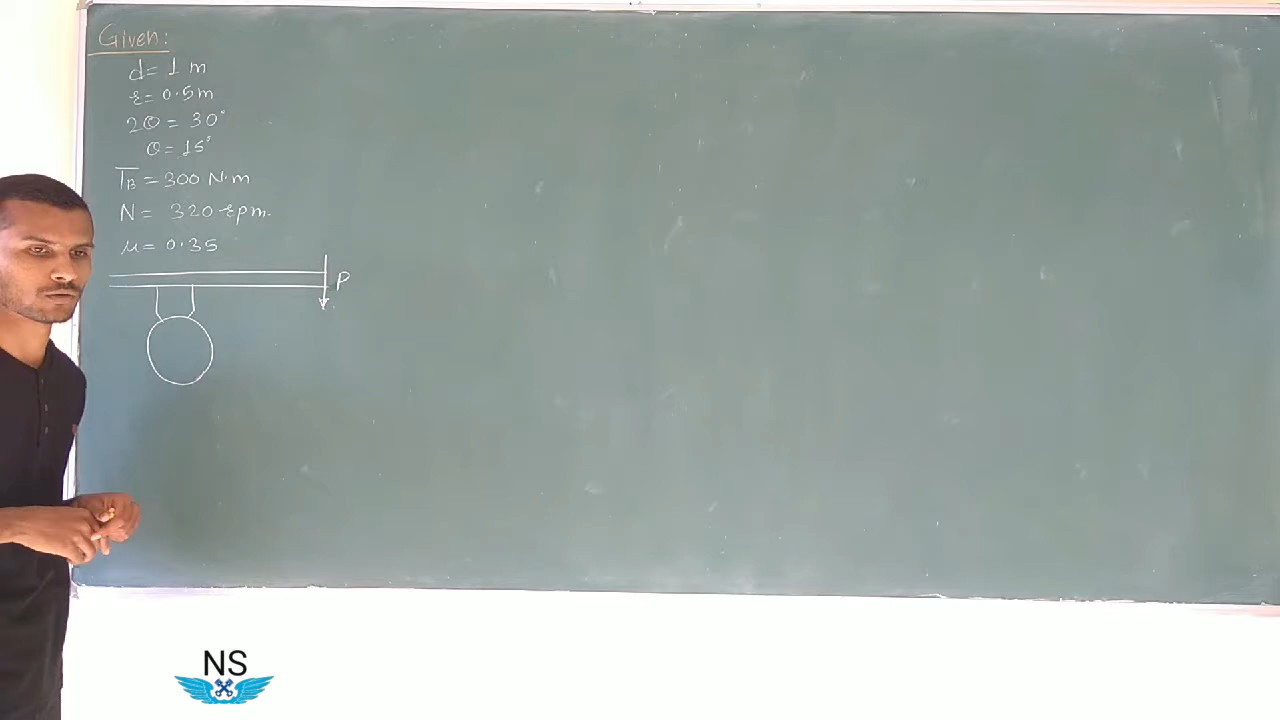 Given:
d = 1 m
r = 0.5 m
2θ = 30°
θ = 15°
T_B = 300 N.m
N = 320 rpm.
μ = 0.35
P
NS